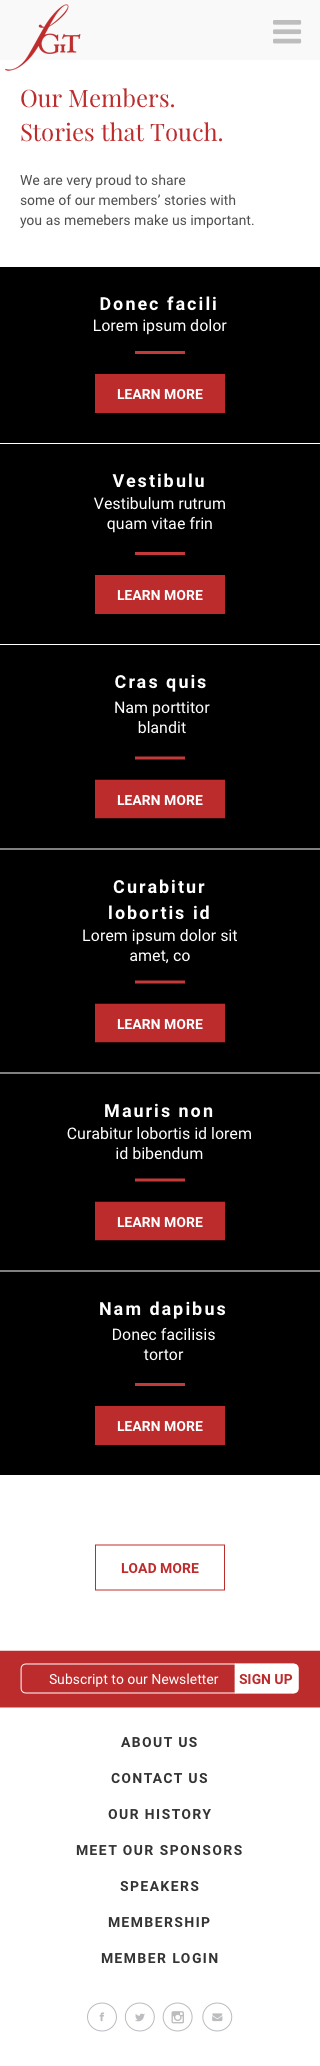 fGiT
Our Members.
Stories that Touch.
We are very proud to share
some of our members’ stories with
you as memebers make us important.
Donec facili
Lorem ipsum dolor
LEARN MORE
Vestibulu
Vestibulum rutrum
quam vitae frin
LEARN MORE
Cras quis
Nam porttitor
blandit
LEARN MORE
Curabitur
lobortis id
Lorem ipsum dolor sit
amet, co
LEARN MORE
Mauris non
Curabitur lobortis id lorem
id bibendum
LEARN MORE
Nam dapibus
Donec facilisis
tortor
LEARN MORE
LOAD MORE
Subscript to our Newsletter SIGN UP
ABOUT US
CONTACT US
OUR HISTORY
MEET OUR SPONSORS
SPEAKERS
MEMBERSHIP
MEMBER LOGIN